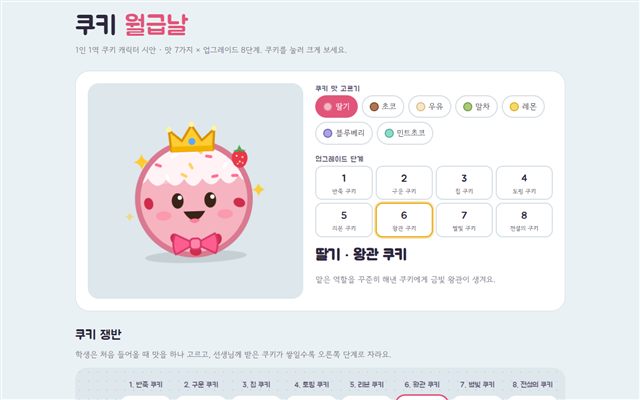 쿠키 월급날
1인 1역 쿠키 캐릭터 시안 · 맛 7가지 × 업그레이드 8단계. 쿠키를 눌러 크게 보세요.
쿠키 맛 고르기
딸기
초코
우유
말차
레몬
블루베리
민트초코
업그레이드 단계
1
2
3
4
반죽 쿠키
구운 쿠키
칩 쿠키
토핑 쿠키
5
6
7
8
리본 쿠키
왕관 쿠키
별빛 쿠키
전설의 쿠키
딸기 · 왕관 쿠키
맡은 역할을 꾸준히 해낸 쿠키에게 금빛 왕관이 생겨요.
쿠키 쟁반
학생은 처음 들어올 때 맛을 하나 고르고, 선생님께 받은 쿠키가 쌓일수록 오른쪽 단계로 자라요.
1. 반죽 쿠키
2. 구운 쿠키
3. 칩 쿠키
4. 토핑 쿠키
5. 리본 쿠키
6. 왕관 쿠키
7. 별빛 쿠키
8. 전설의 쿠키